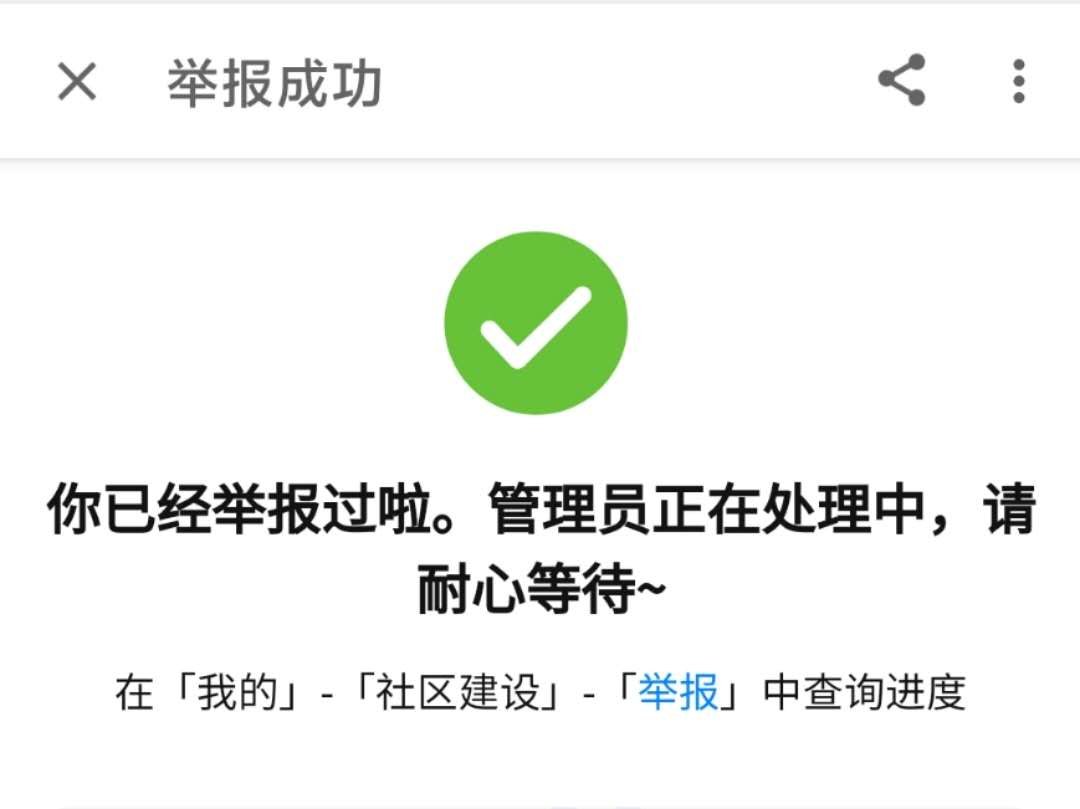 举报成功
你已经举报过啦。管理员正在处理中，请
耐心等待~
在「我的」-「社区建设」-「举报」中查询进度